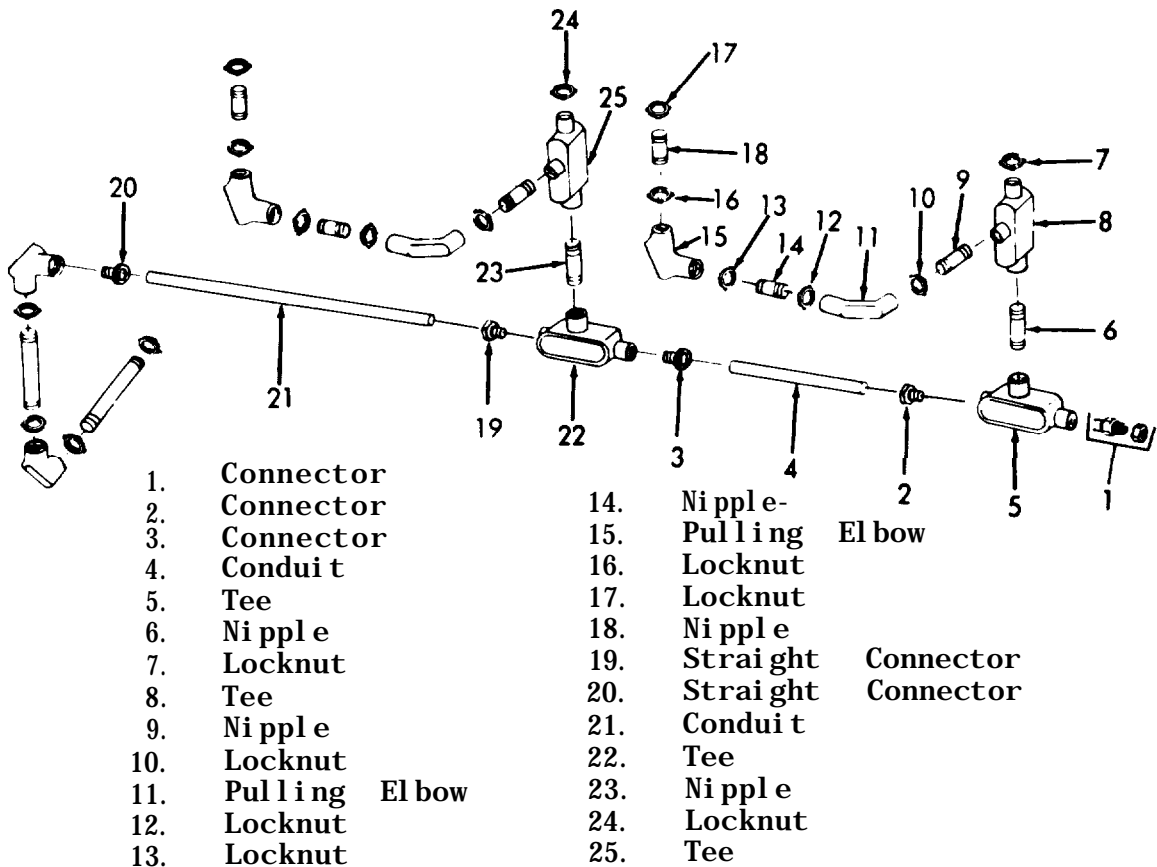 24
17
25
7
18
20
9
10
16
13
12
8
15
14
11
23
6
21
19
22
3
4
2
5
1
1. Connector
2. Connector
3. Connector
4. Conduit
5. Tee
6. Nipple
7. Locknut
8. Tee
9. Nipple
10. Locknut
11. Pulling Elbow
12. Locknut
13. Locknut
14. Nipple-
15. Pulling Elbow
16. Locknut
17. Locknut
18. Nipple
19. Straight Connector
20. Straight Connector
21. Conduit
22. Tee
23. Nipple
24. Locknut
25. Tee